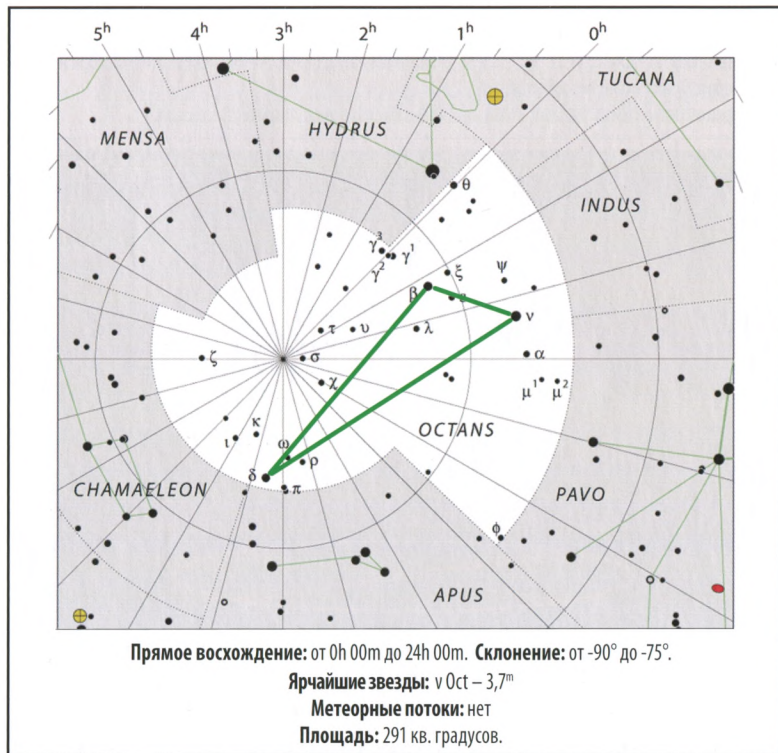 5h 4h 3h 2h 1h 0h
TUCANA
MENSA
HYDRUS
θ
INDUS
γ³ γ¹
γ²
ξ ψ
β
ν
τ υ λ
ζ σ α
χ μ¹ μ²
κ
ι ω OCTANS
ρ
δ
CHAMAELEON π PAVO
φ
APUS
Прямое восхождение: от 0h 00m до 24h 00m. Склонение: от -90° до -75°.
Ярчайшие звезды: ν Oct – 3,7ᵐ
Метеорные потоки: нет
Площадь: 291 кв. градусов.